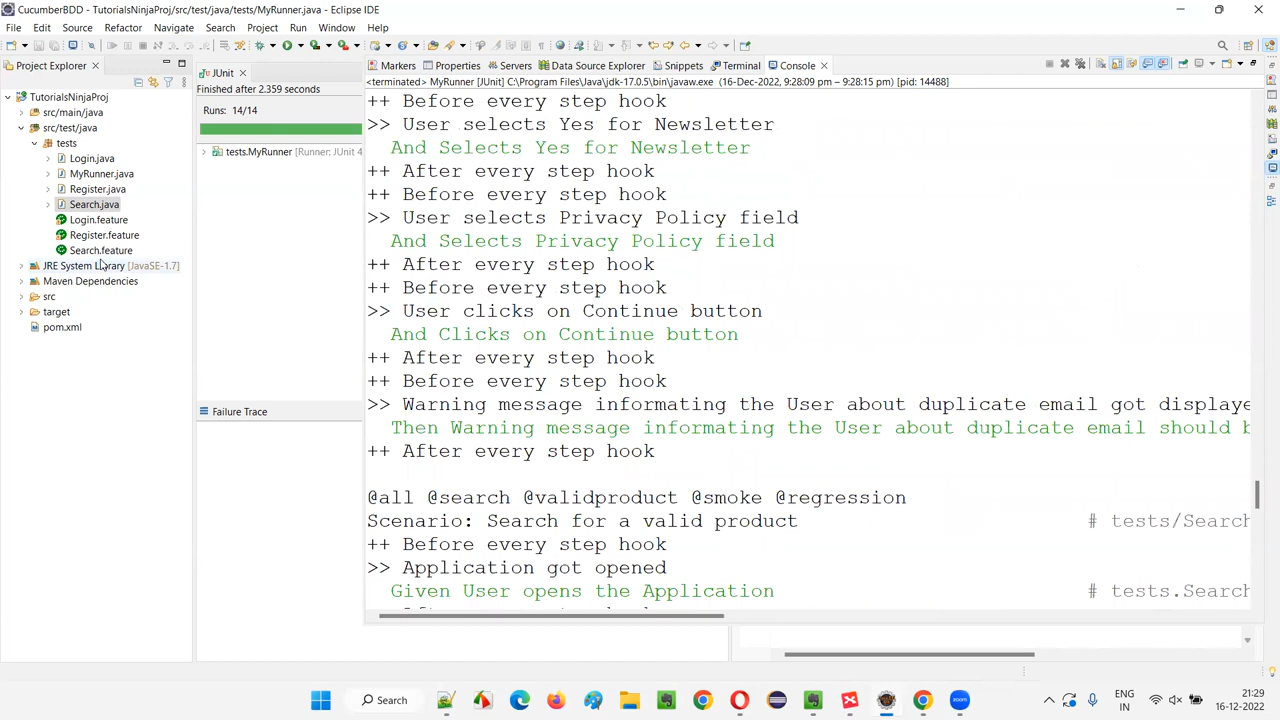 CucumberBDD - TutorialsNinjaProj/src/test/java/tests/MyRunner.java - Eclipse IDE
File Edit Source Refactor Navigate Search Project Run Window Help
Project Explorer
JUnit
Markers Properties Servers Data Source Explorer Snippets Terminal Console
Finished after 2.359 seconds
<terminated> MyRunner [JUnit] C:\Program Files\Java\jdk-17.0.5\bin\javaw.exe (16-Dec-2022, 9:28:09 pm – 9:28:15 pm) [pid: 14488]
Runs: 14/14
tests.MyRunner [Runner: JUnit 4
Failure Trace
TutorialsNinjaProj
src/main/java
src/test/java
tests
Login.java
MyRunner.java
Register.java
Search.java
Login.feature
Register.feature
Search.feature
JRE System Library [JavaSE-1.7]
Maven Dependencies
src
target
pom.xml
++ Before every step hook
>> User selects Yes for Newsletter
And Selects Yes for Newsletter
++ After every step hook
++ Before every step hook
>> User selects Privacy Policy field
And Selects Privacy Policy field
++ After every step hook
++ Before every step hook
>> User clicks on Continue button
And Clicks on Continue button
++ After every step hook
++ Before every step hook
>> Warning message informating the User about duplicate email got displaye
Then Warning message informating the User about duplicate email should b
++ After every step hook
@all @search @validproduct @smoke @regression
Scenario: Search for a valid product # tests/Search
++ Before every step hook
>> Application got opened
Given User opens the Application # tests.Search
Search
ENG
IN
21:29
16-12-2022